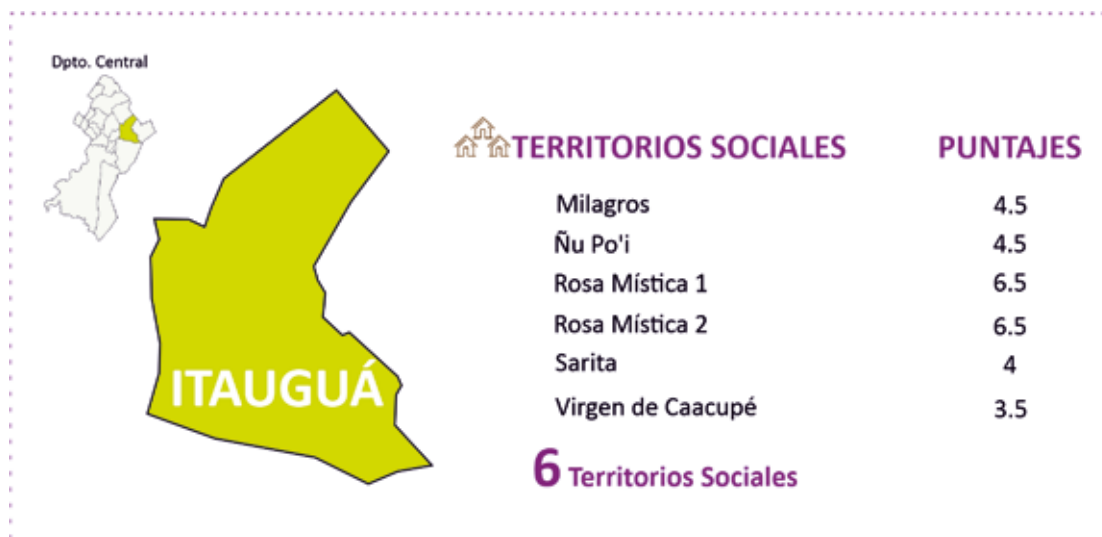 Dpto. Central
ITAUGUÁ
TERRITORIOS SOCIALES PUNTAJES
Milagros 4.5
Ñu Po'i 4.5
Rosa Mística 1 6.5
Rosa Mística 2 6.5
Sarita 4
Virgen de Caacupé 3.5
6 Territorios Sociales